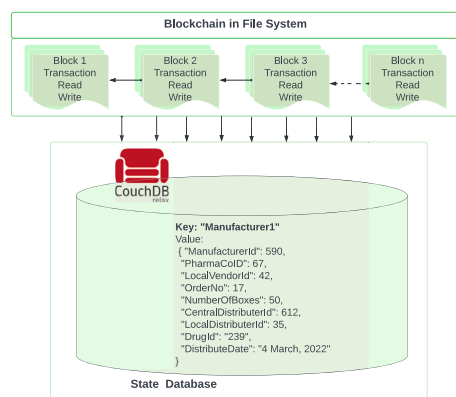 Blockchain in File System
Block 1
Transaction
Read
Write
Block 2
Transaction
Read
Write
Block 3
Transaction
Read
Write
Block n
Transaction
Read
Write
CouchDB
relax
Key: "Manufacturer1"
Value:
{ "ManufacturerId": 590,
"PharmaCoID": 67,
"LocalVendorId": 42,
"OrderNo": 17,
"NumberOfBoxes": 50,
"CentralDistributerId": 612,
"LocalDistributerId": 35,
"DrugId": "239",
"DistributeDate": "4 March, 2022"
}
State Database